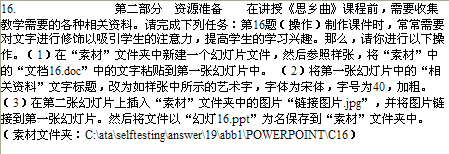 16.　　　　　第二部分　资源准备　　在讲授《思乡曲》课程前，需要收集
教学需要的各种相关资料。请完成下列任务：第16题(操作）制作课件时，常常需要
对文字进行修饰以吸引学生的注意力，提高学生的学习兴趣。那么，请你进行以下操
作。（1）在“素材”文件夹中新建一个幻灯片文件，然后参照样张，将“素材”中
的“文档16.doc”中的文字粘贴到第一张幻灯片中。 （2）将第一张幻灯片中的“相
关资料”文字标题，改为如样张中所示的艺术字，字体为宋体，字号为40，加粗。
（3）在第二张幻灯片上插入“素材”文件夹中的图片“链接图片.jpg”，并将图片链
接到第一张幻灯片。然后将文件以“幻灯16.ppt”为名保存到“素材”文件夹中。
（素材文件夹：C:\ata\selftesting\answer\19\abb1\POWERPOINT\C16）